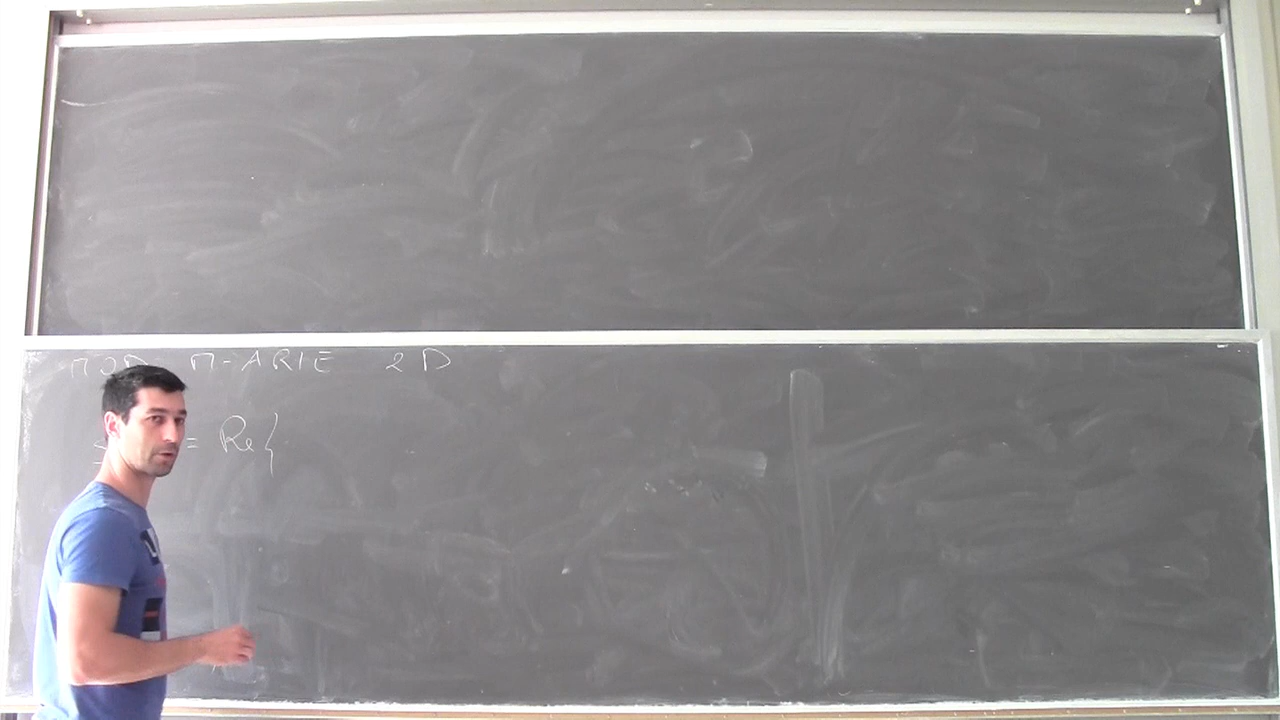 MOD M-ARIE 2D
= Re{